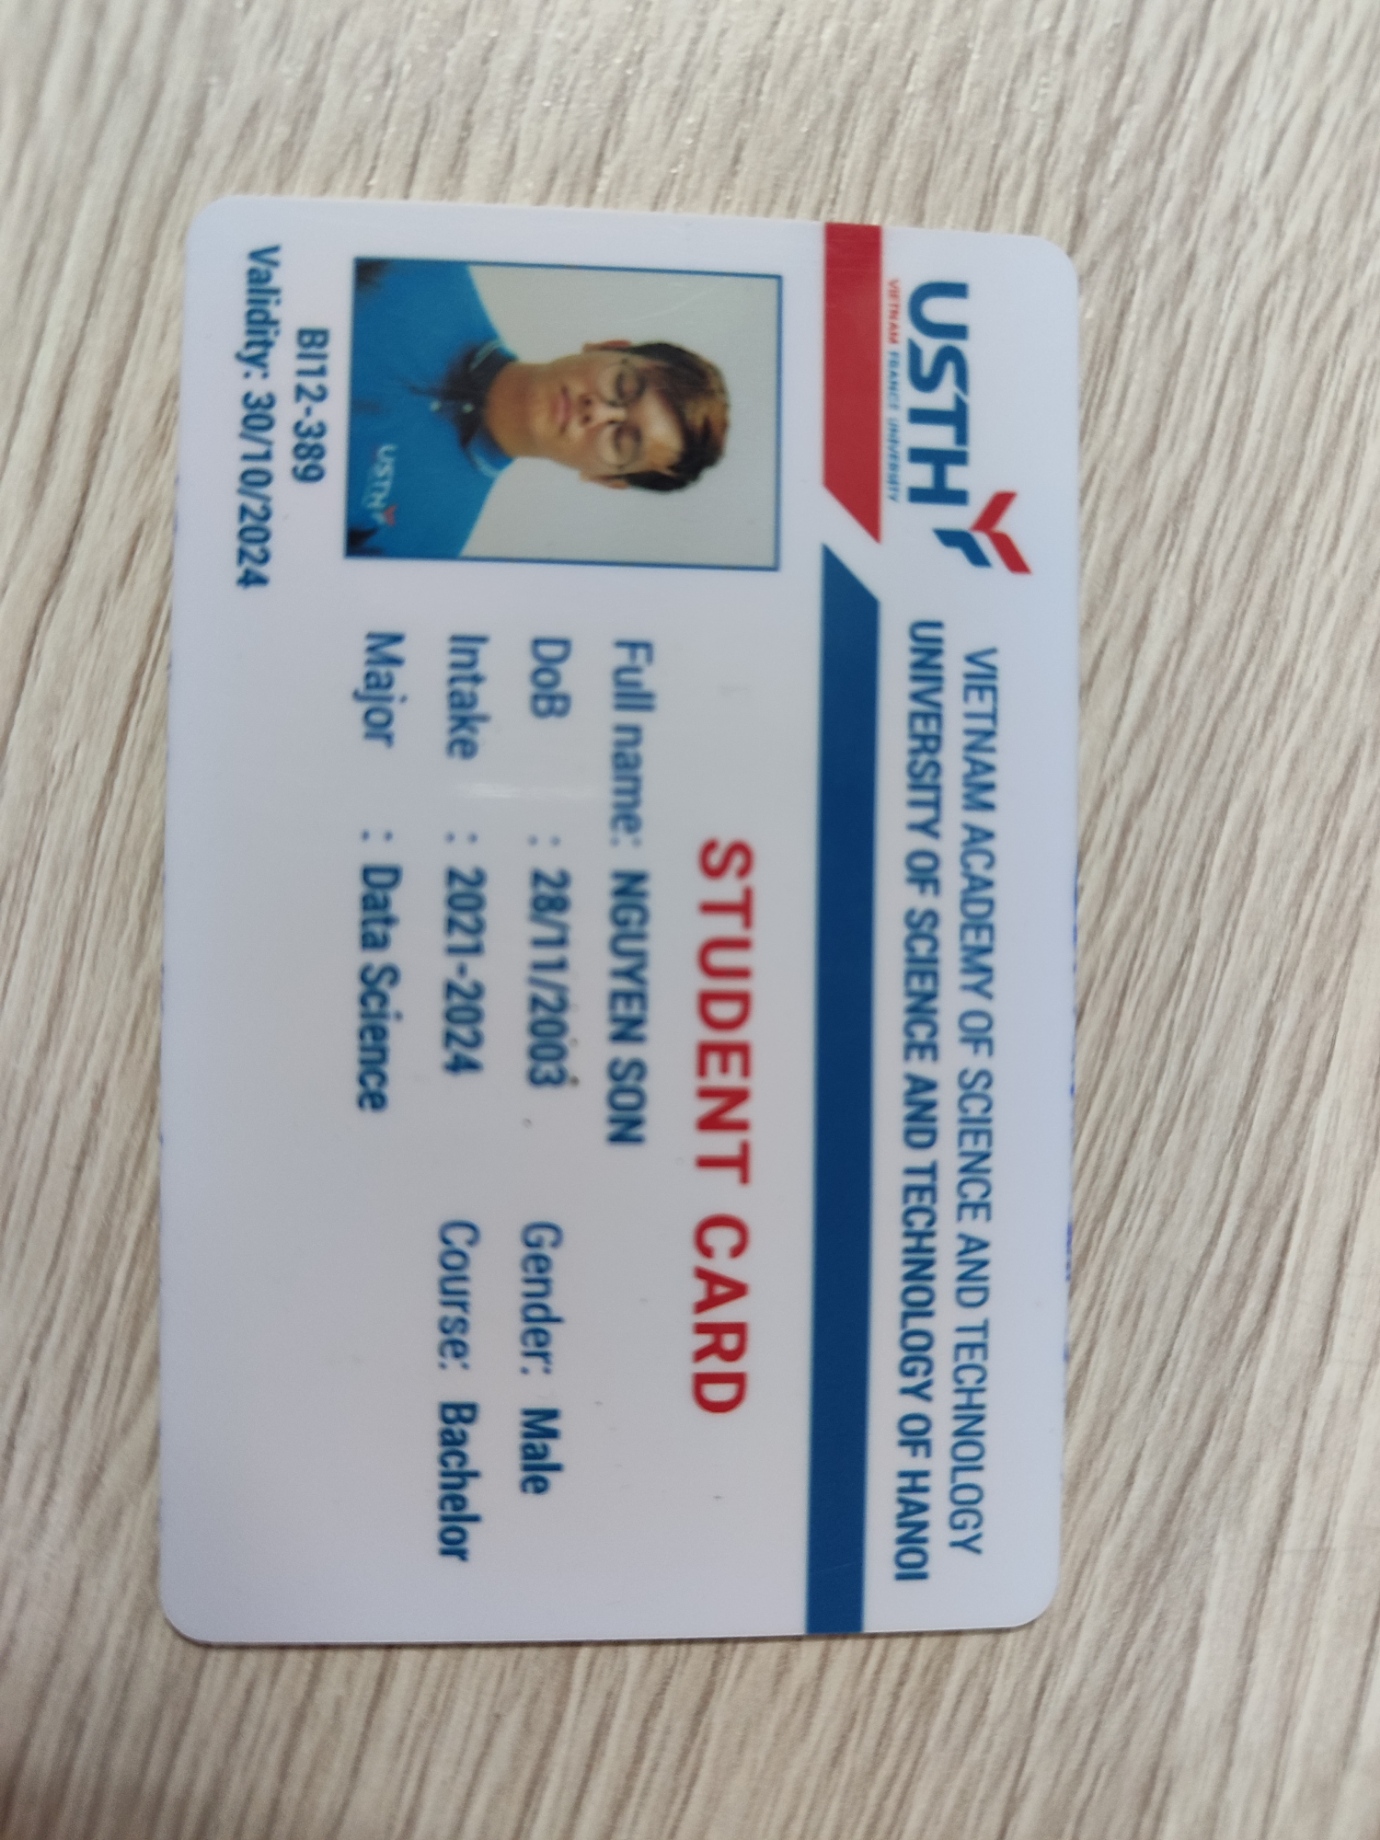 USTH
VIETNAM FRANCE UNIVERSITY
VIETNAM ACADEMY OF SCIENCE AND TECHNOLOGY
UNIVERSITY OF SCIENCE AND TECHNOLOGY OF HANOI
STUDENT CARD
USTH
Full name: NGUYEN SON
DoB : 28/11/2003 Gender: Male
Intake : 2021-2024 Course: Bachelor
Major : Data Science
BI12-389
Validity: 30/10/2024